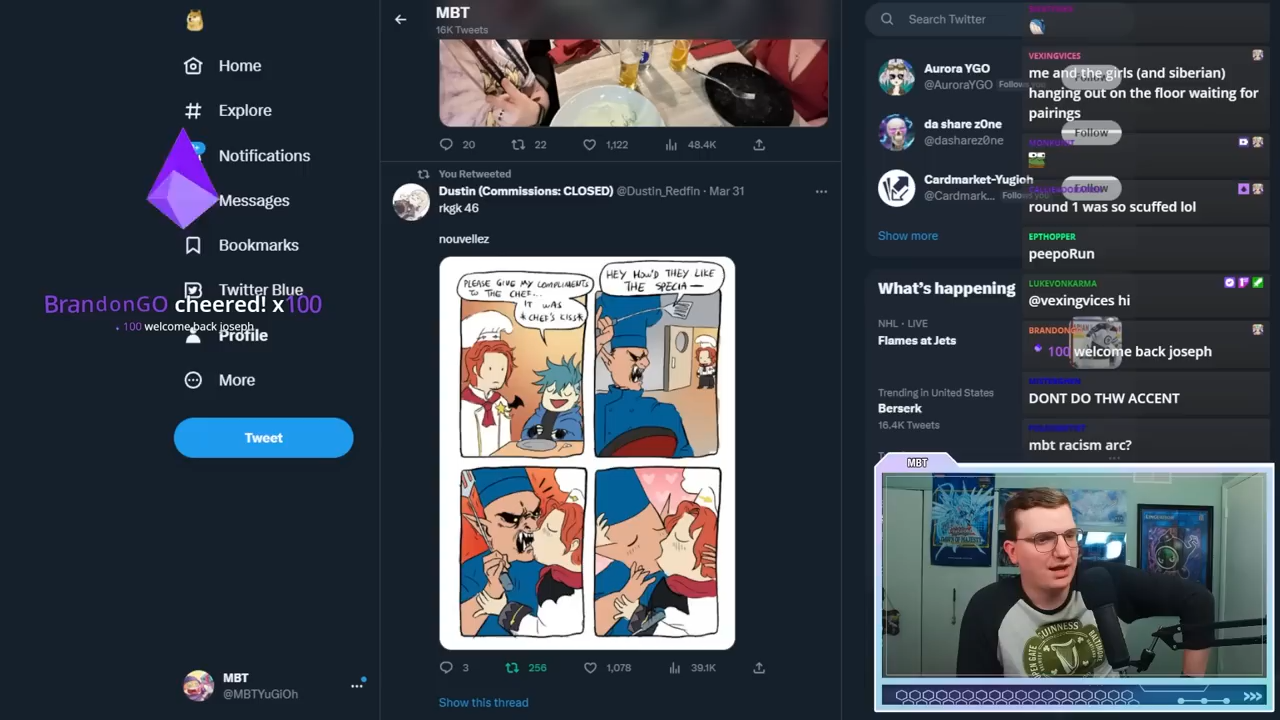 Home
Explore
Notifications
Messages
Bookmarks
Twitter Blue
Profile
More
Tweet
BrandonGO cheered! x100
100 welcome back joseph
MBT
@MBTYuGiOh
MBT
16K Tweets
20
22
1,122
48.4K
You Retweeted
Dustin (Commissions: CLOSED) @Dustin_Redfln · Mar 31
rkgk 46
nouvellez
PLEASE GIVE MY COMPLIMENTS
TO THE CHEF...
IT WAS
*CHEF'S KISS*
HEY HOW'D THEY LIKE
THE SPECIA—
3
256
1,078
39.1K
Show this thread
Search Twitter
Aurora YGO
@AuroraYGO
da share z0ne
@dasharez0ne
Cardmarket-Yugioh
@Cardmark...
Follow
Follow
Show more
What's happening
NHL · LIVE
Flames at Jets
Trending in United States
Berserk
16.4K Tweets
VEXINGVICES
me and the girls (and siberian)
hanging out on the floor waiting for
pairings
round 1 was so scuffed lol
EPTHOPPER
peepoRun
LUKEVONKARMA
@vexingvices hi
100 welcome back joseph
DONT DO THW ACCENT
mbt racism arc?
MBT
GUINNESS
OPEN GATE
BALTIMORE